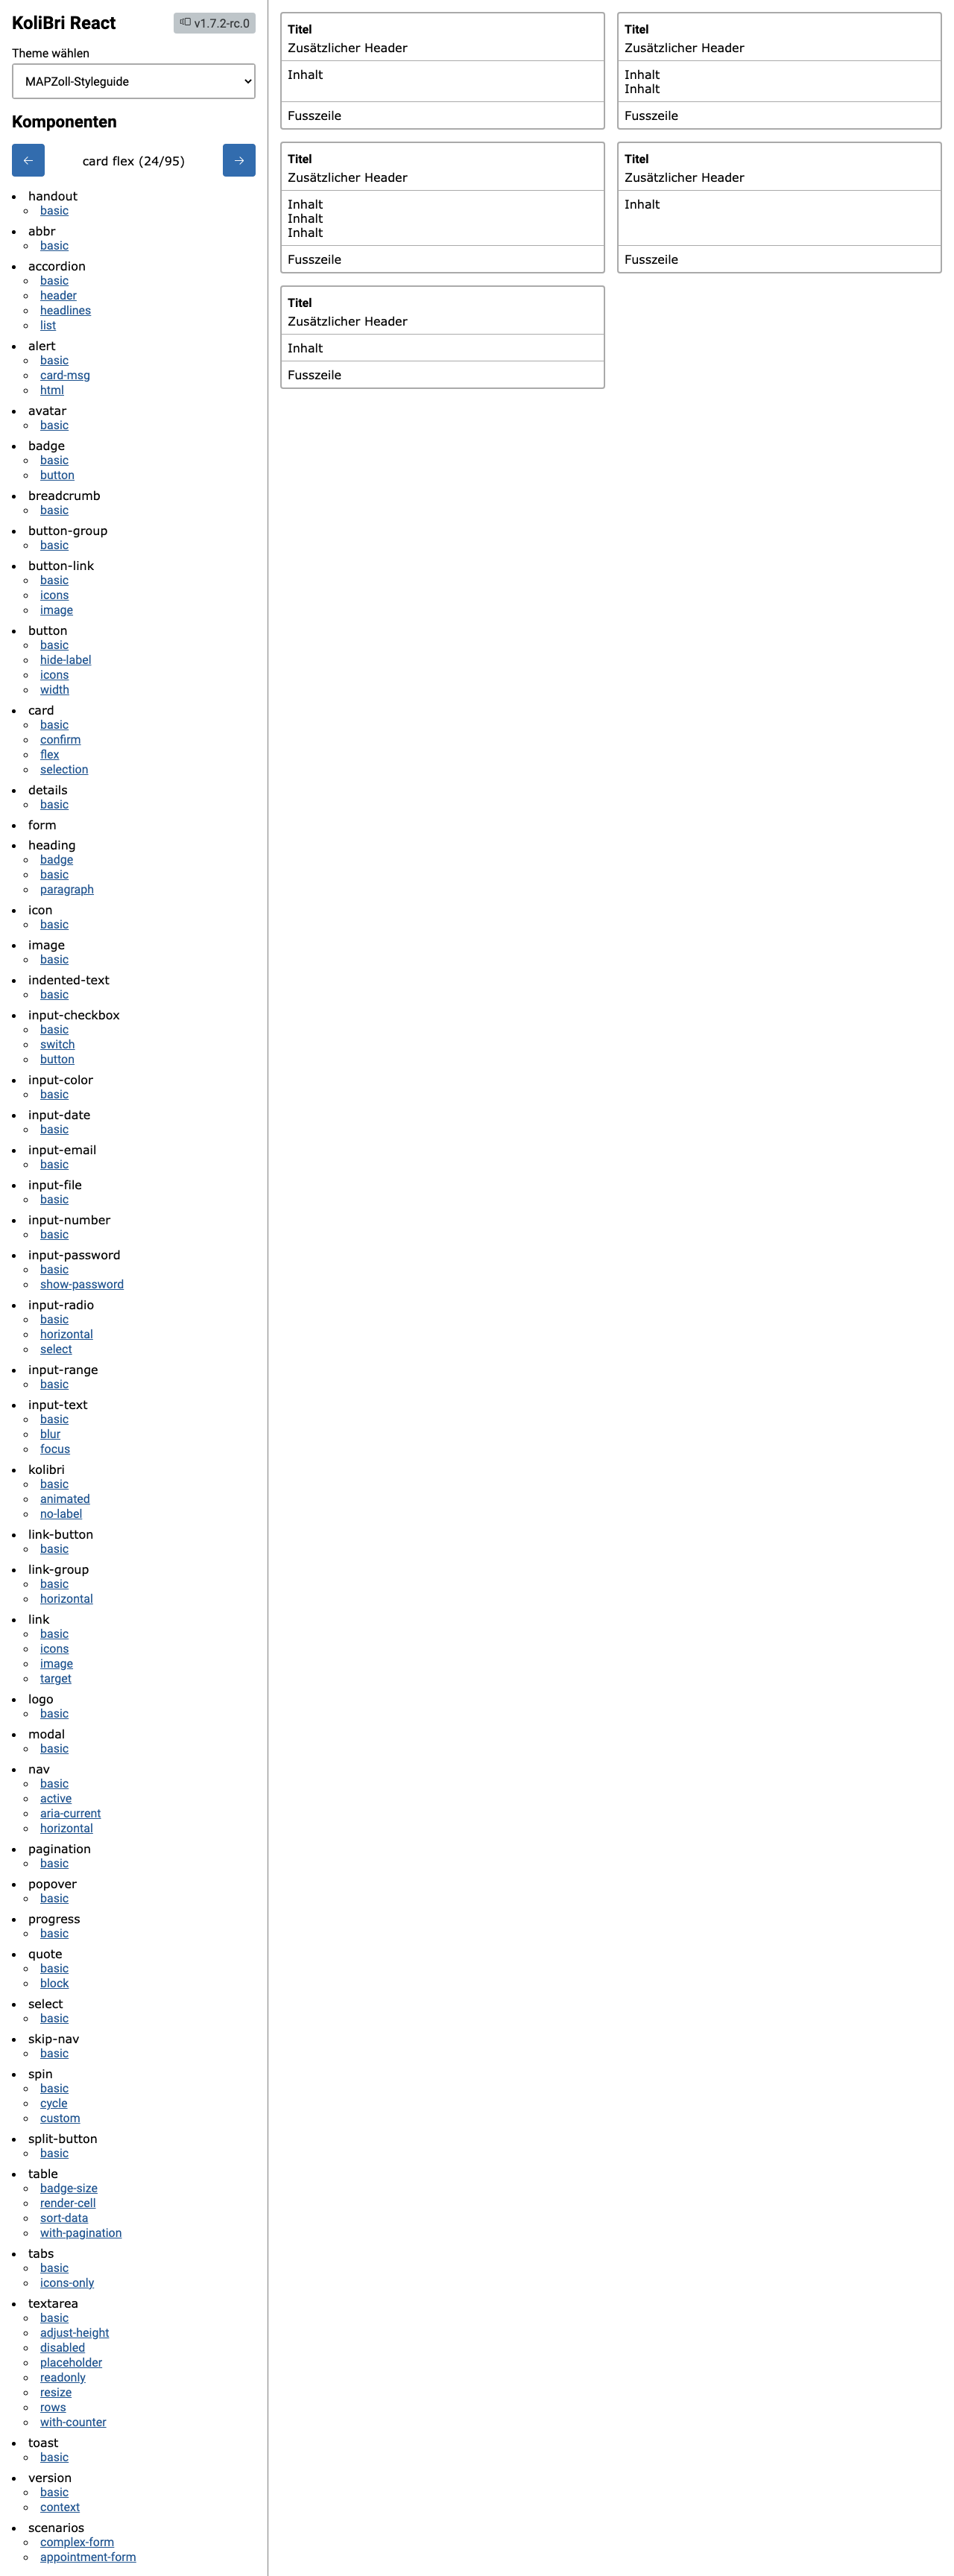 KoliBri React
v1.7.2-rc.0
Theme wählen
MAPZoll-Styleguide
Komponenten
← card flex (24/95) →
handout
basic
abbr
basic
accordion
basic
header
headlines
list
alert
basic
card-msg
html
avatar
basic
badge
basic
button
breadcrumb
basic
button-group
basic
button-link
basic
icons
image
button
basic
hide-label
icons
width
card
basic
confirm
flex
selection
details
basic
form
heading
badge
basic
paragraph
icon
basic
image
basic
indented-text
basic
input-checkbox
basic
switch
button
input-color
basic
input-date
basic
input-email
basic
input-file
basic
input-number
basic
input-password
basic
show-password
input-radio
basic
horizontal
select
input-range
basic
input-text
basic
blur
focus
kolibri
basic
animated
no-label
link-button
basic
link-group
basic
horizontal
link
basic
icons
image
target
logo
basic
modal
basic
nav
basic
active
aria-current
horizontal
pagination
basic
popover
basic
progress
basic
quote
basic
block
select
basic
skip-nav
basic
spin
basic
cycle
custom
split-button
basic
table
badge-size
render-cell
sort-data
with-pagination
tabs
basic
icons-only
textarea
basic
adjust-height
disabled
placeholder
readonly
resize
rows
with-counter
toast
basic
version
basic
context
scenarios
complex-form
appointment-form
Titel
Zusätzlicher Header
Inhalt
Fusszeile
Titel
Zusätzlicher Header
Inhalt
Inhalt
Fusszeile
Titel
Zusätzlicher Header
Inhalt
Inhalt
Inhalt
Fusszeile
Titel
Zusätzlicher Header
Inhalt
Fusszeile
Titel
Zusätzlicher Header
Inhalt
Fusszeile